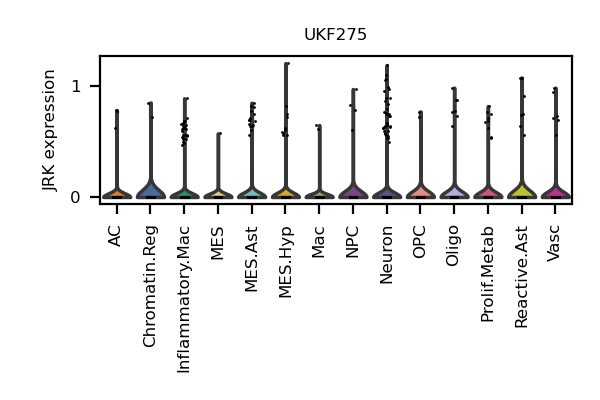 UKF275
JRK expression
1
0
AC
Chromatin.Reg
Inflammatory.Mac
MES
MES.Ast
MES.Hyp
Mac
NPC
Neuron
OPC
Oligo
Prolif.Metab
Reactive.Ast
Vasc